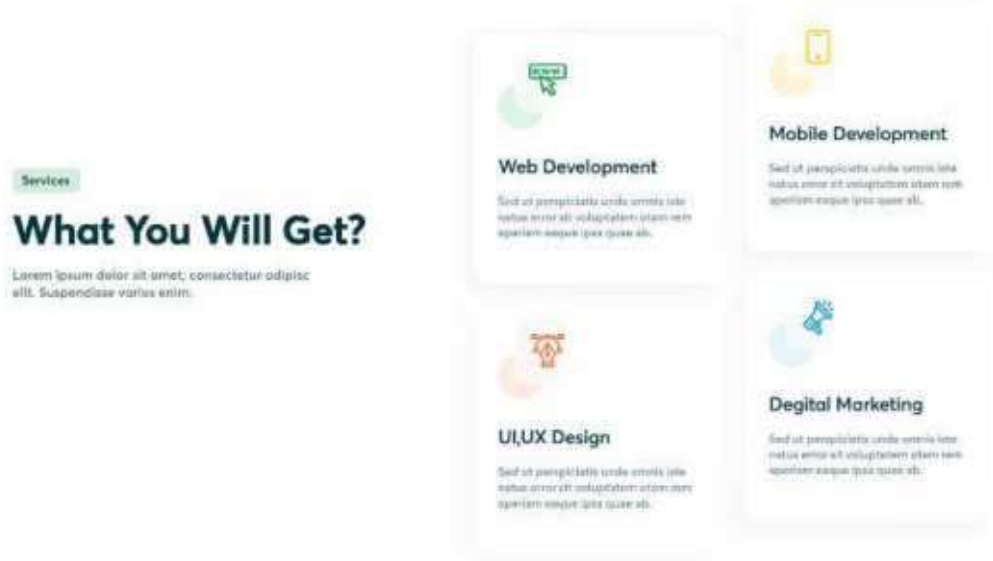 Services
What You Will Get?
Lorem ipsum dolor sit amet, consectetur adipisc
elit. Suspendisse varius enim.
Web Development
Sed ut perspiciatis unde omnis iste
natus error sit voluptatem utam rem
aperiam eaque ipsa quae ab.
Mobile Development
Sed ut perspiciatis unde omnis iste
natus error sit voluptatem utam rem
aperiam eaque ipsa quae ab.
UI,UX Design
Sed ut perspiciatis unde omnis iste
natus error sit voluptatem utam rem
aperiam eaque ipsa quae ab.
Degital Marketing
Sed ut perspiciatis unde omnis iste
natus error sit voluptatem utam rem
aperiam eaque ipsa quae ab.